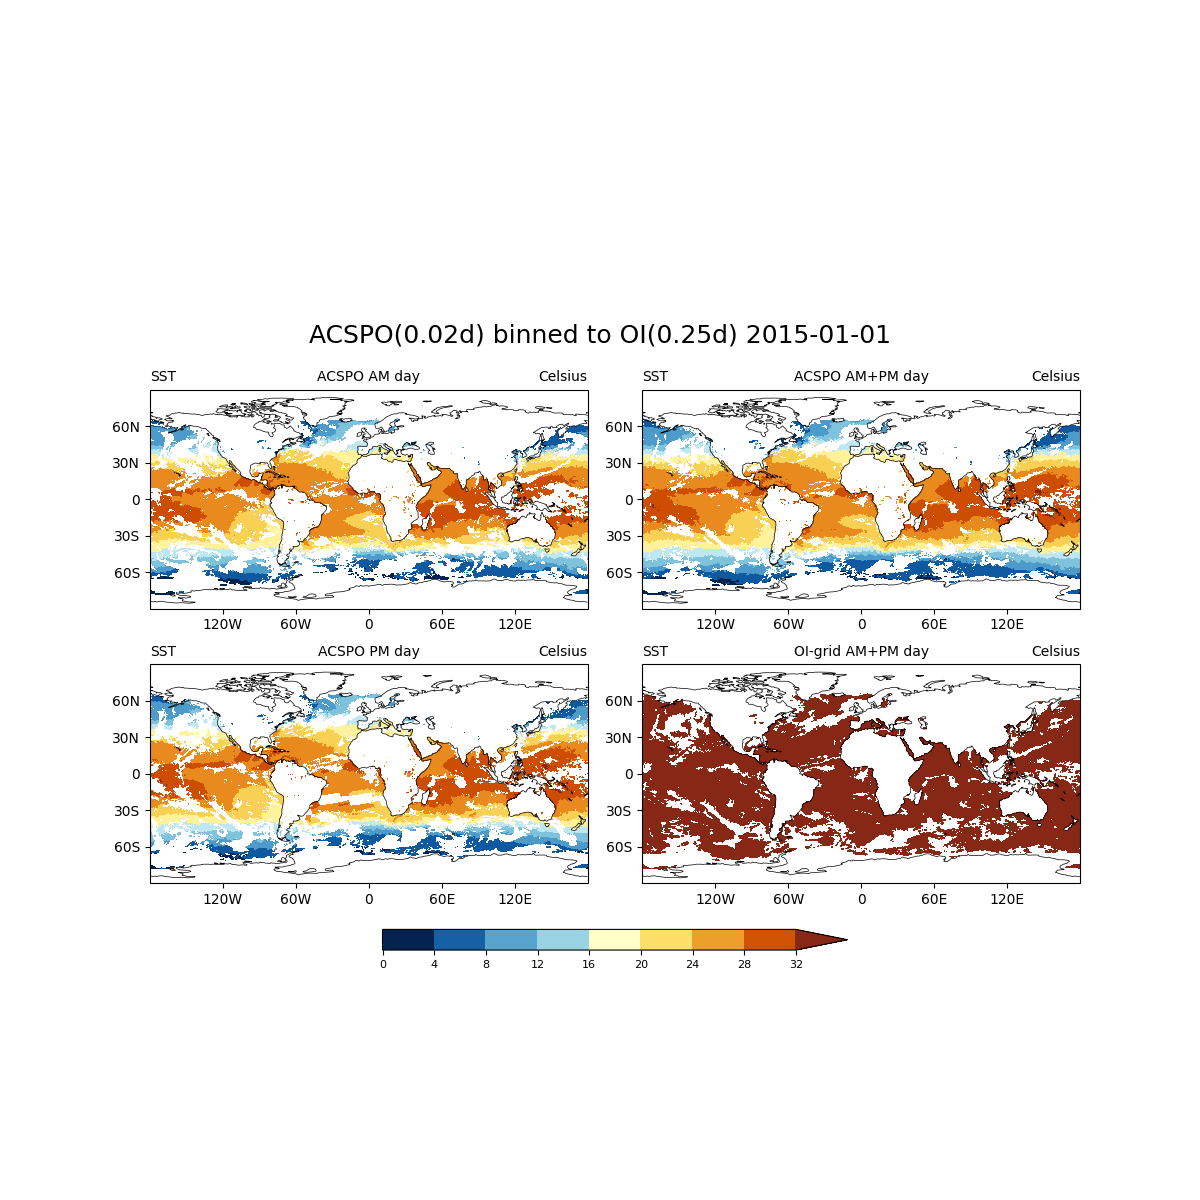 ACSPO(0.02d) binned to OI(0.25d) 2015-01-01
SST ACSPO AM day Celsius
60N
30N
0
30S
60S
120W 60W 0 60E 120E
SST ACSPO AM+PM day Celsius
60N
30N
0
30S
60S
120W 60W 0 60E 120E
SST ACSPO PM day Celsius
60N
30N
0
30S
60S
120W 60W 0 60E 120E
SST OI-grid AM+PM day Celsius
60N
30N
0
30S
60S
120W 60W 0 60E 120E
0 4 8 12 16 20 24 28 32